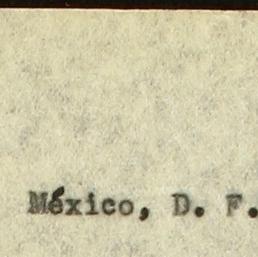 México, D. F.